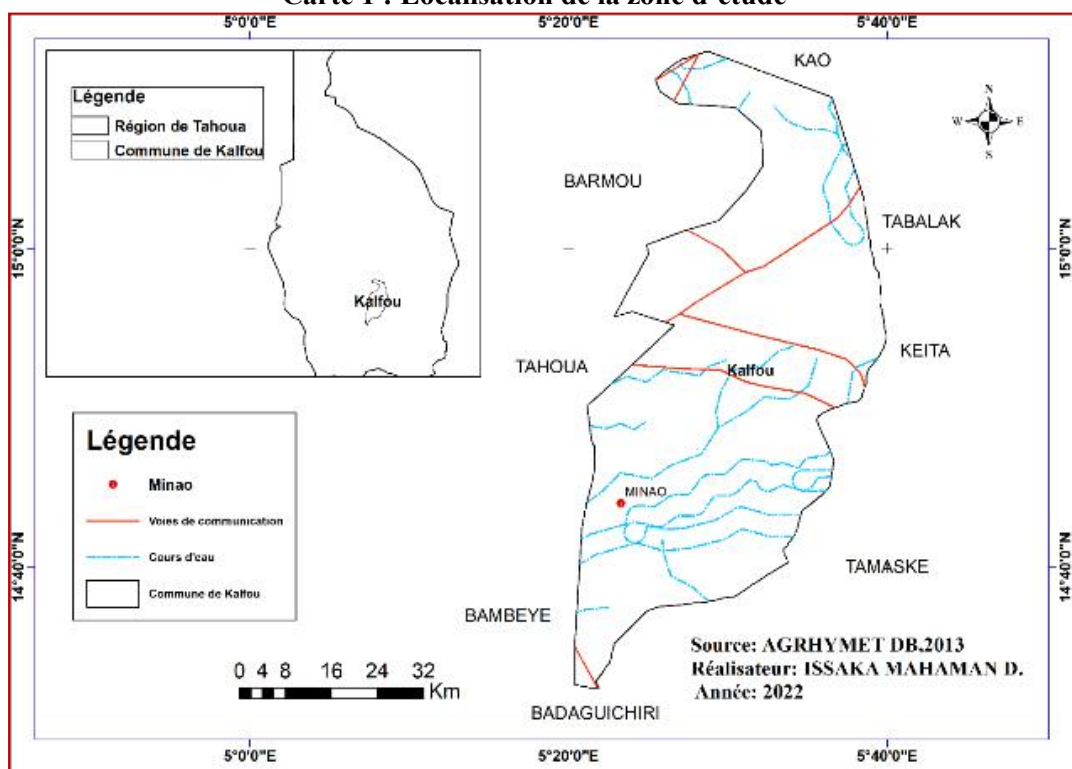 Carte 1 : Localisation de la zone d'étude
5°0'0"E 5°20'0"E 5°40'0"E
Légende
Région de Tahoua
Commune de Kalfou
Kalfou
KAO
N
W E
S
BARMOU
TABALAK
15°0'0"N 15°0'0"N
KEITA
TAHOUA
Kalfou
Légende
Minao
Voies de communication
Cours d'eau
Commune de Kalfou
MINAO
14°40'0"N 14°40'0"N
TAMASKE
BAMBEYE
Source: AGRHYMET DB.2013
Réalisateur: ISSAKA MAHAMAN D.
Année: 2022
0 4 8 16 24 32
Km
BADAGUICHIRI
5°0'0"E 5°20'0"E 5°40'0"E